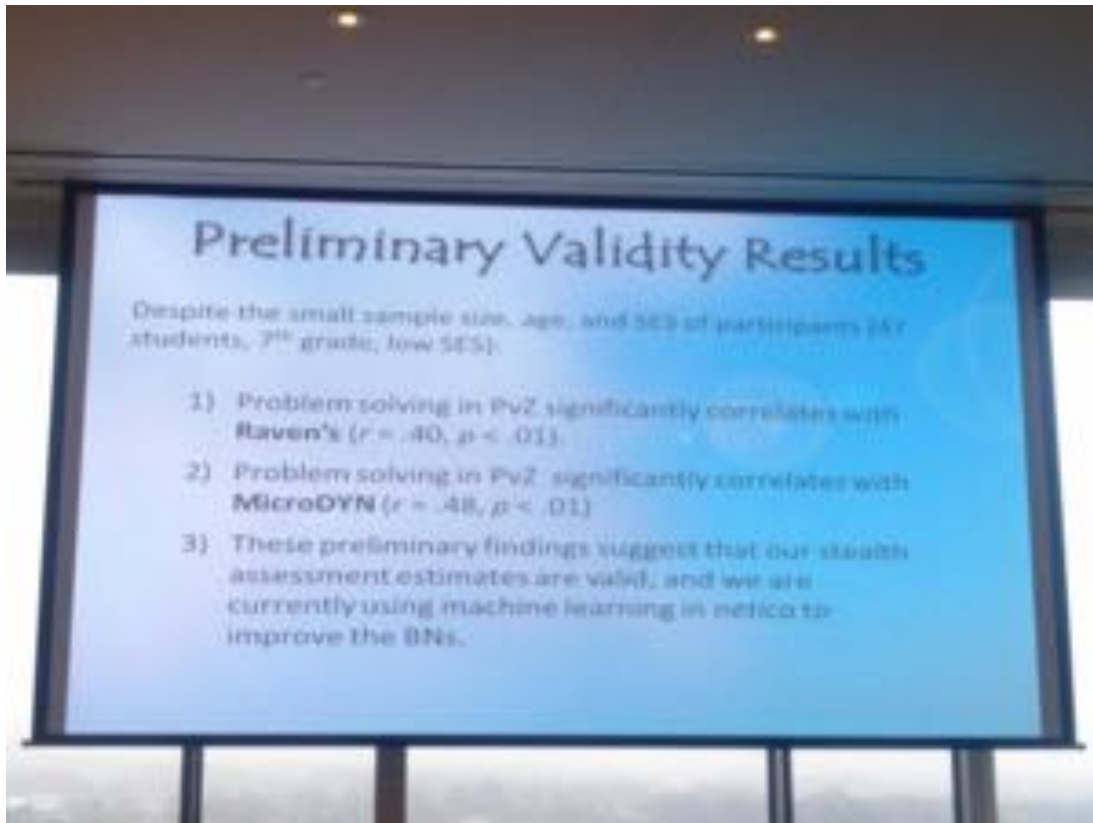 Preliminary Validity Results
Despite the small sample size, age, and SES of participants (47
students, 7th grade, low SES):
1) Problem solving in PvZ significantly correlates with
Raven's (r = .40, p < .01)
2) Problem solving in PvZ significantly correlates with
MicroDYN (r = .48, p < .01)
3) These preliminary findings suggest that our stealth
assessment estimates are valid, and we are
currently using machine learning in netica to
improve the BNs.